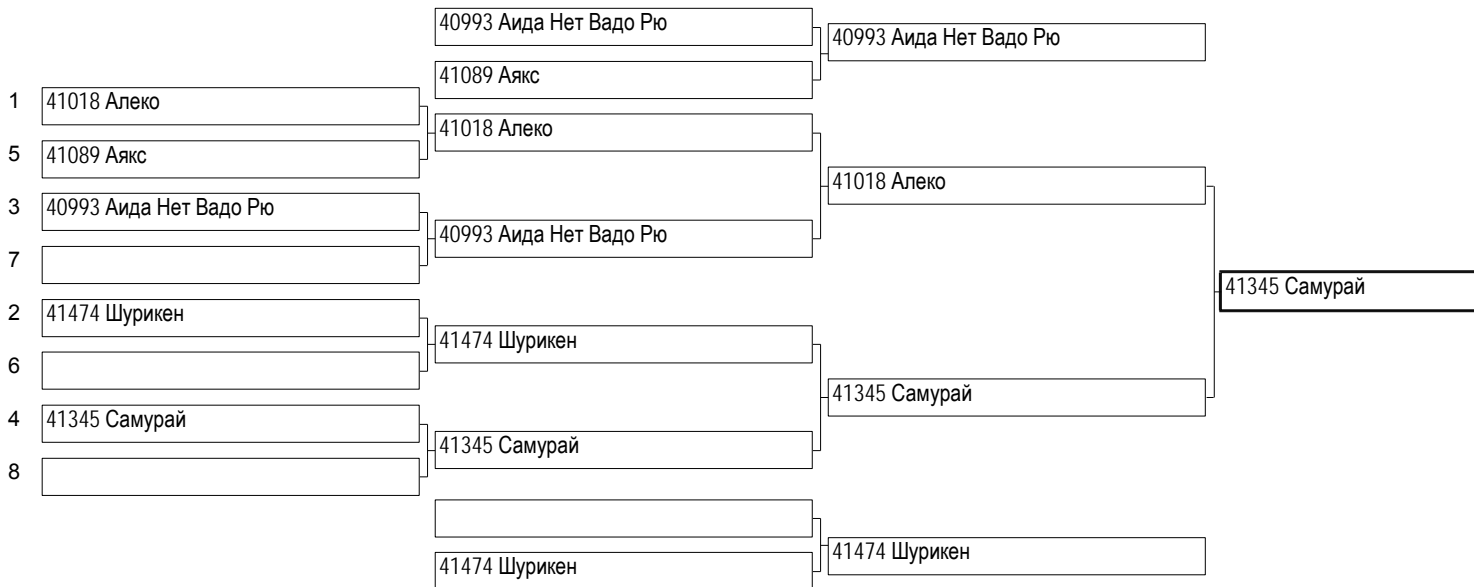 40993 Аида Нет Вадо Рю
40993 Аида Нет Вадо Рю
41089 Аякс
1 41018 Алеко
41018 Алеко
5 41089 Аякс
41018 Алеко
3 40993 Аида Нет Вадо Рю
40993 Аида Нет Вадо Рю
7
41345 Самурай
2 41474 Шурикен
41474 Шурикен
6
41345 Самурай
4 41345 Самурай
41345 Самурай
8
41474 Шурикен
41474 Шурикен